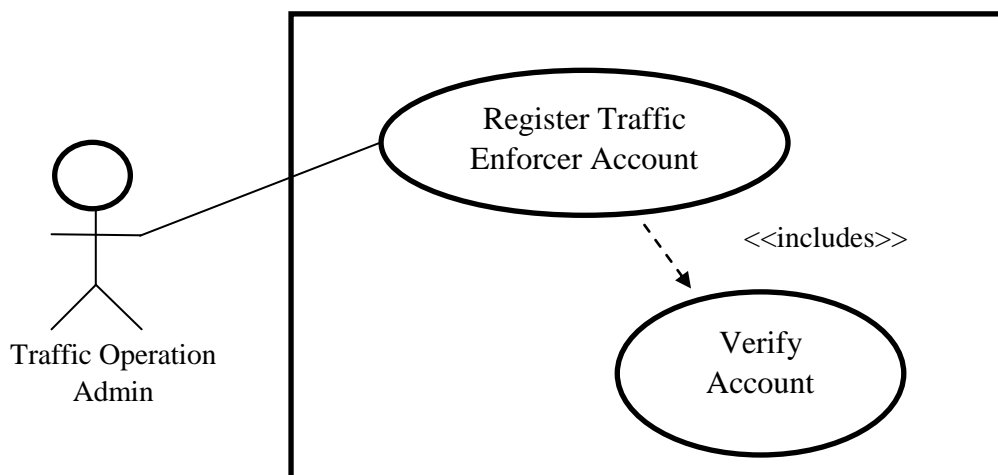 Register Traffic
Enforcer Account
<<includes>>
Verify
Account
Traffic Operation
Admin